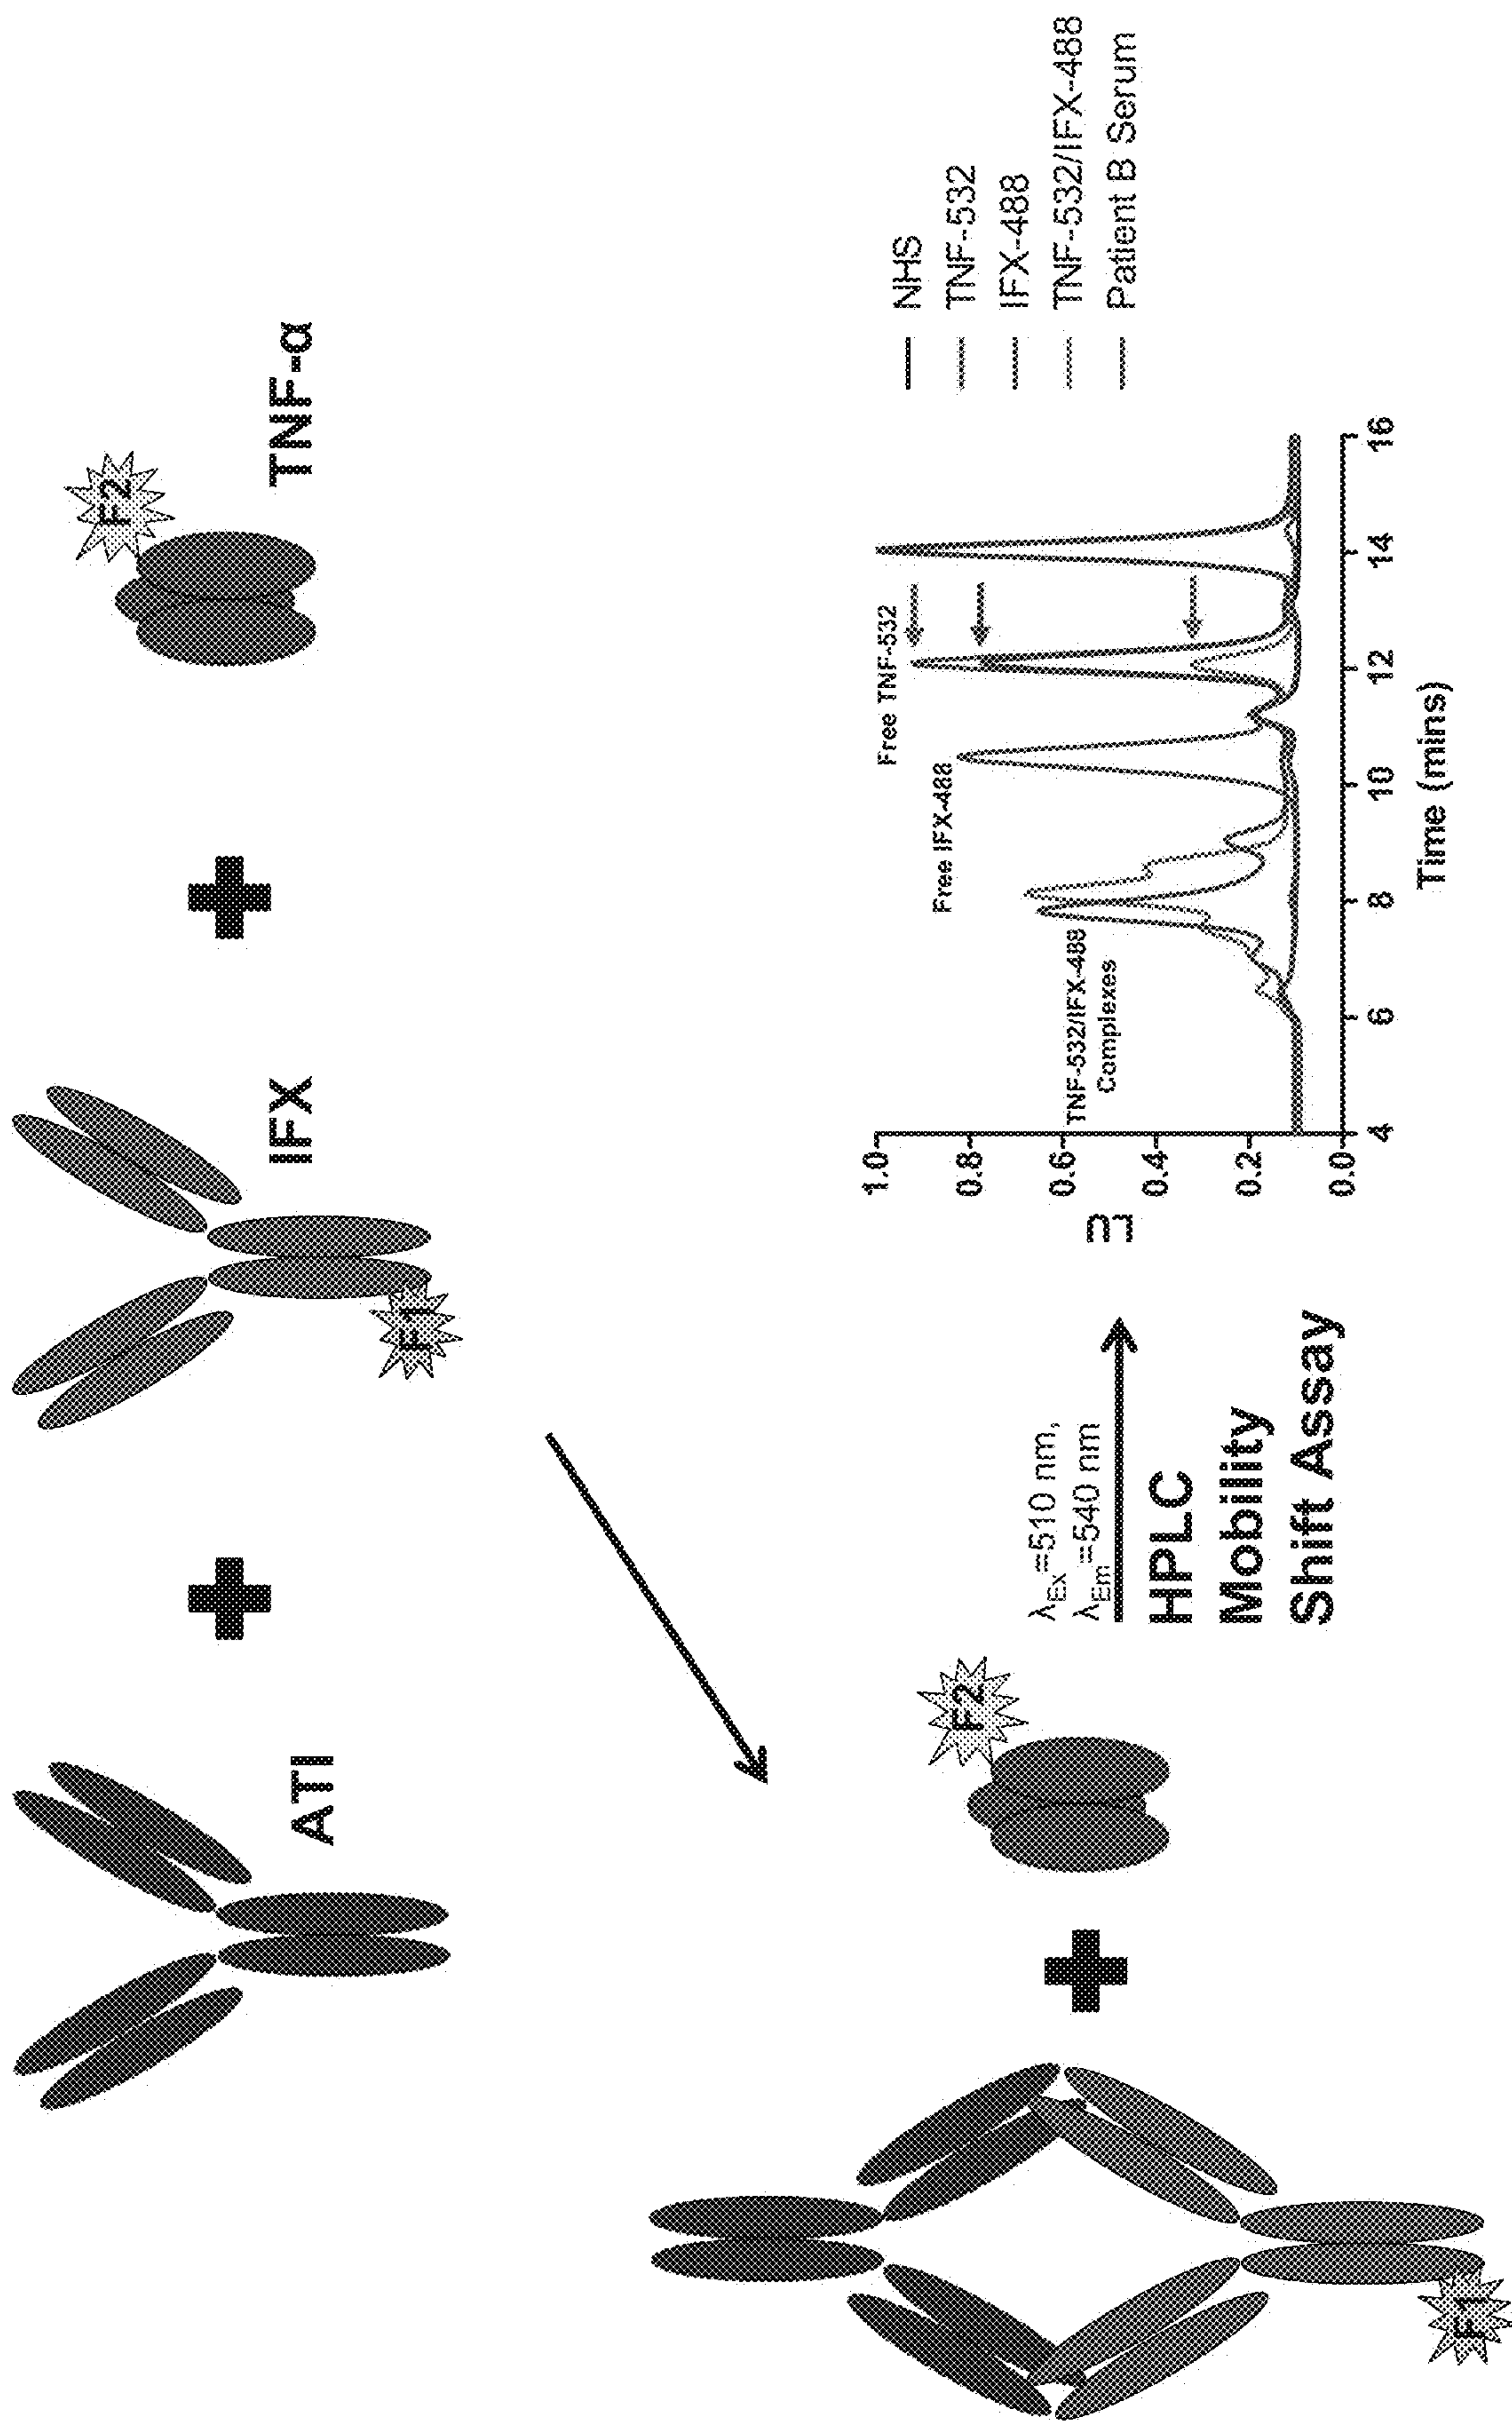 ATI
IFX
TNF-α
F1
F2
F1
F2
λEx=510 nm,
λEm=540 nm
HPLC
Mobility
Shift Assay
LU
1.0
0.8
0.6
0.4
0.2
0.0
4
6
8
10
12
14
16
Time (mins)
TNF-532/IFX-488
Complexes
Free IFX-488
Free TNF-532
NHS
TNF-532
IFX-488
TNF-532/IFX-488
Patient B Serum